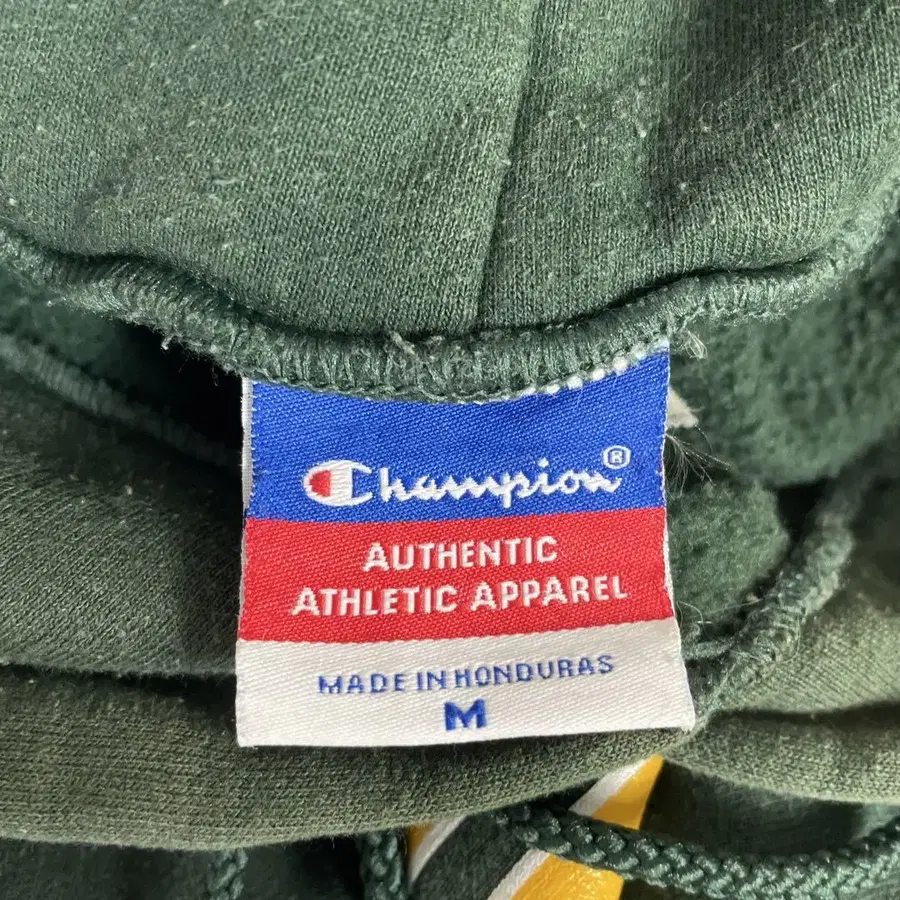 Champion®
AUTHENTIC
ATHLETIC APPAREL
MADE IN HONDURAS
M